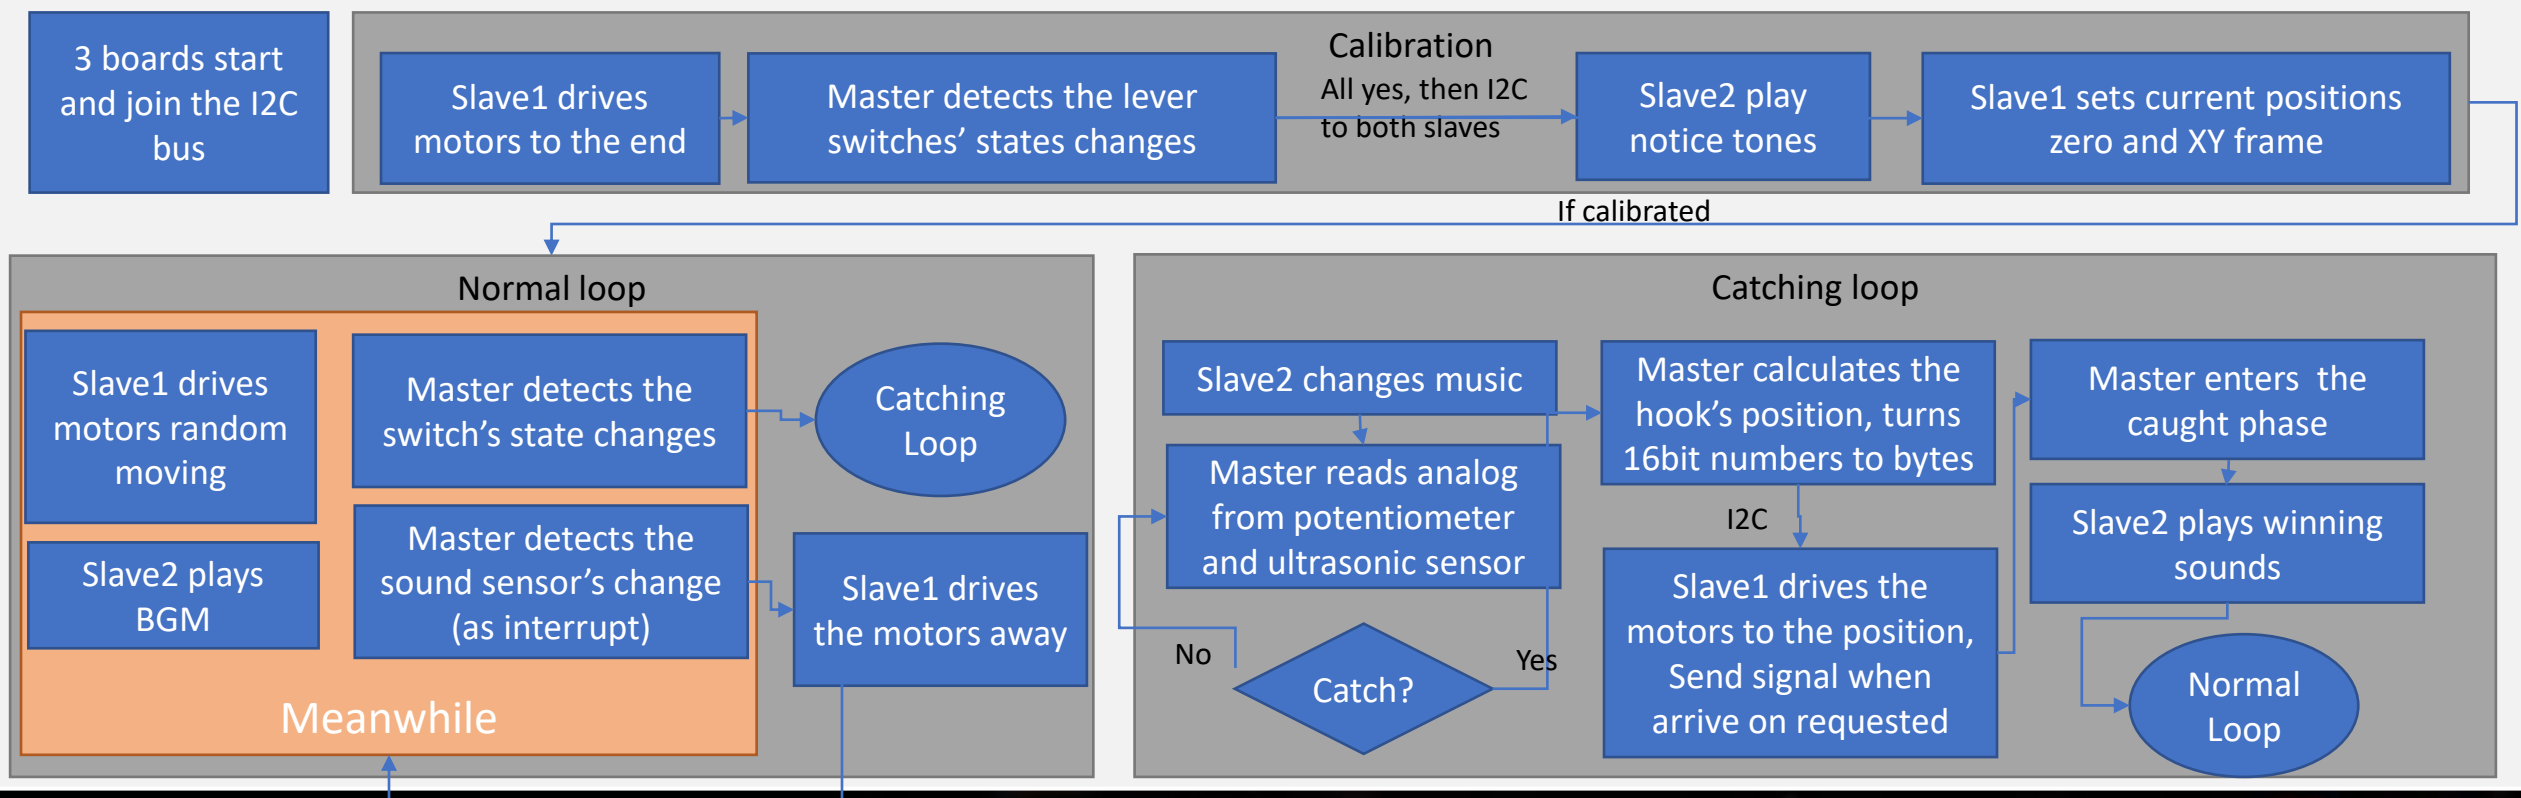 3 boards start
and join the I2C
bus
Calibration
Slave1 drives
motors to the end
Master detects the lever
switches’ states changes
All yes, then I2C
to both slaves
Slave2 play
notice tones
Slave1 sets current positions
zero and XY frame
If calibrated
Normal loop
Slave1 drives
motors random
moving
Slave2 plays
BGM
Master detects the
switch’s state changes
Master detects the
sound sensor’s change
(as interrupt)
Meanwhile
Catching
Loop
Slave1 drives
the motors away
Catching loop
Slave2 changes music
Master reads analog
from potentiometer
and ultrasonic sensor
No
Catch?
Yes
Master calculates the
hook’s position, turns
16bit numbers to bytes
I2C
Slave1 drives the
motors to the position,
Send signal when
arrive on requested
Master enters the
caught phase
Slave2 plays winning
sounds
Normal
Loop